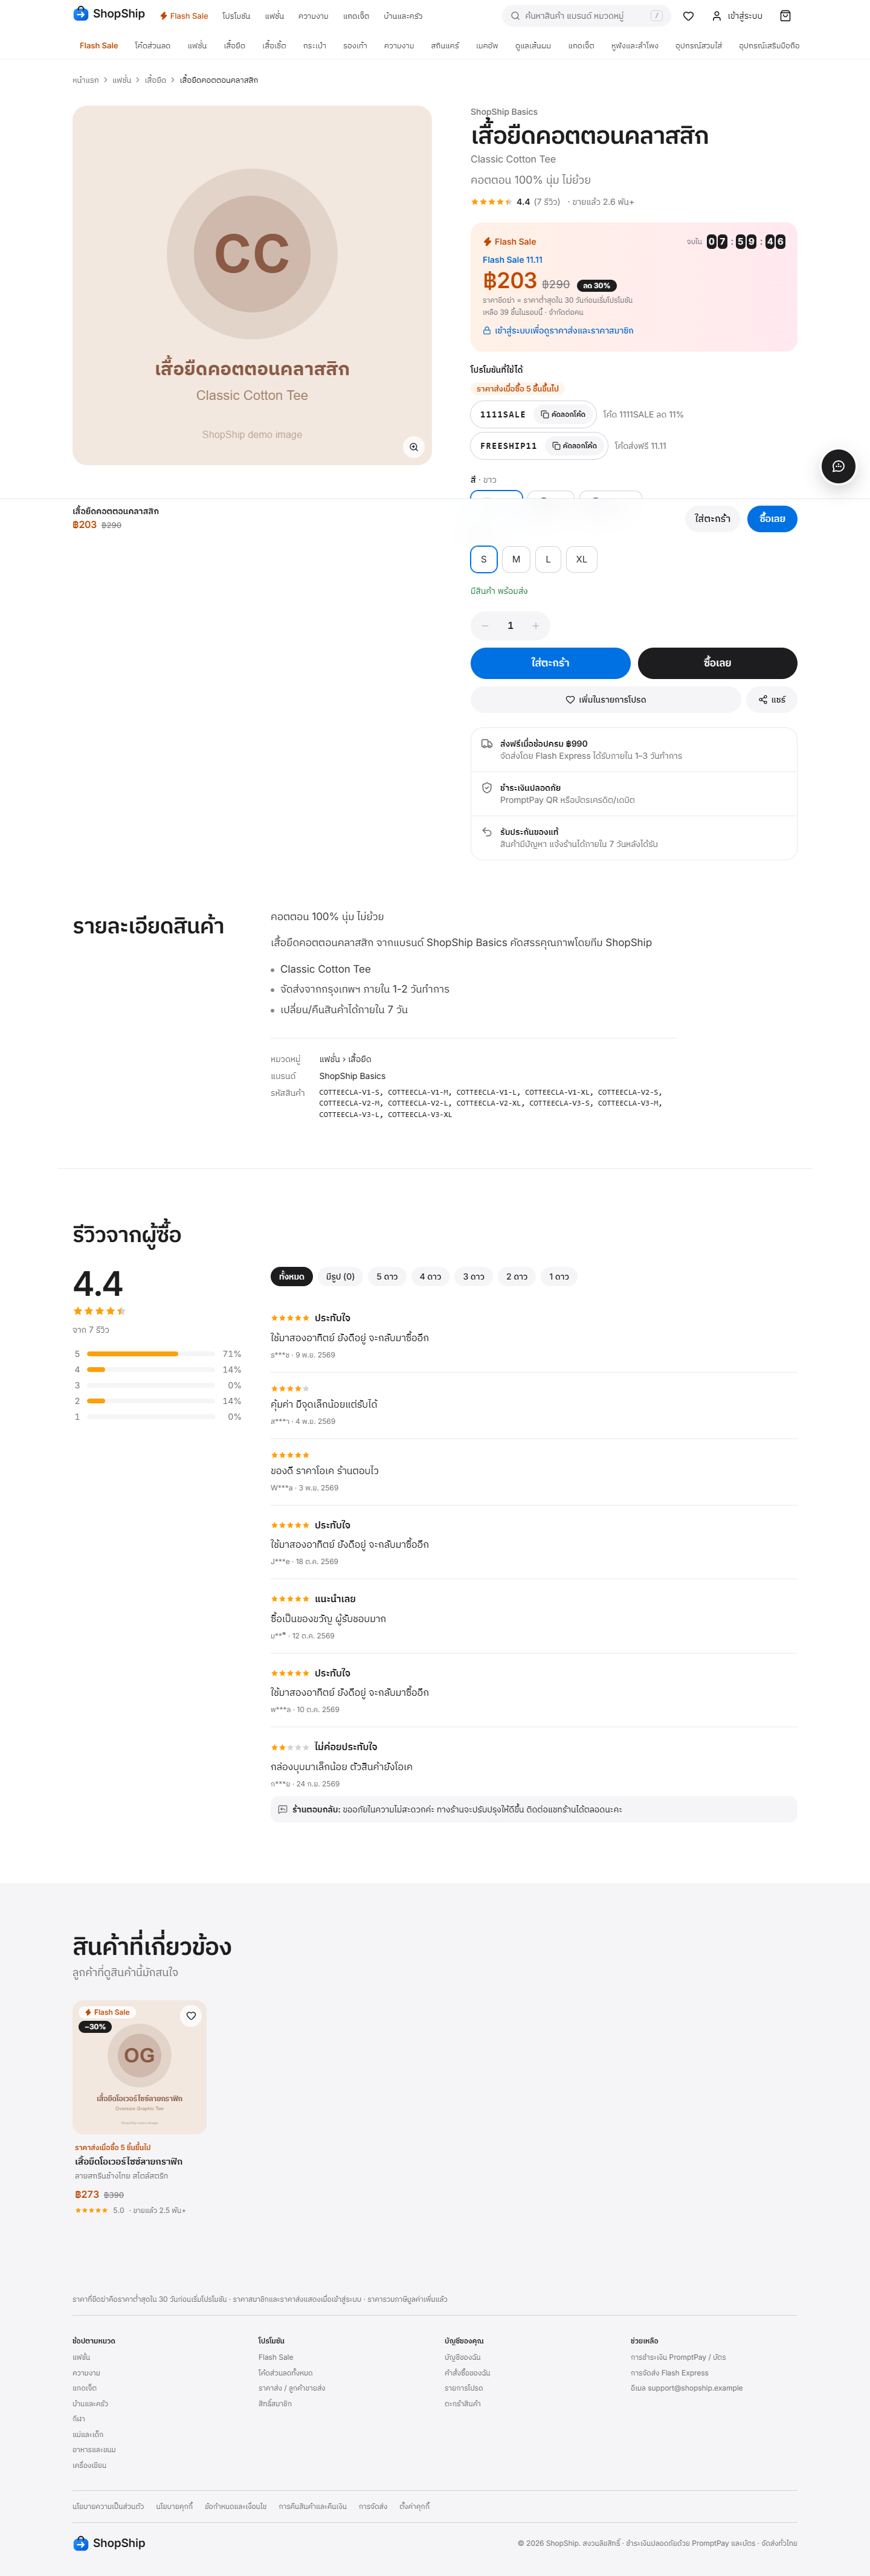 ShopShip Flash Sale โปรโมชัน แฟชั่น ความงาม แกดเจ็ต บ้านและครัว ค้นหาสินค้า แบรนด์ หมวดหมู่ / เข้าสู่ระบบ
Flash Sale โค้ดส่วนลด แฟชั่น เสื้อยืด เสื้อเชิ้ต กระเป๋า รองเท้า ความงาม สกินแคร์ เมคอัพ ดูแลเส้นผม แกดเจ็ต หูฟังและลำโพง อุปกรณ์สวมใส่ อุปกรณ์เสริมมือถือ
หน้าแรก > แฟชั่น > เสื้อยืด > เสื้อยืดคอตตอนคลาสสิก
CC
เสื้อยืดคอตตอนคลาสสิก
Classic Cotton Tee
ShopShip demo image
ShopShip Basics
เสื้อยืดคอตตอนคลาสสิก
Classic Cotton Tee
คอตตอน 100% นุ่ม ไม่ย้วย
4.4 (7 รีวิว) · ขายแล้ว 2.6 พัน+
Flash Sale จบใน 07:59:46
Flash Sale 11.11
฿203 ฿290 ลด 30%
ราคาขีดฆ่า = ราคาต่ำสุดใน 30 วันก่อนเริ่มโปรโมชัน
เหลือ 39 ชิ้นในรอบนี้ · จำกัดต่อคน
เข้าสู่ระบบเพื่อดูราคาส่งและราคาสมาชิก
โปรโมชันที่ใช้ได้
ราคาส่งเมื่อซื้อ 5 ชิ้นขึ้นไป
1111SALE คัดลอกโค้ด โค้ด 1111SALE ลด 11%
FREESHIP11 คัดลอกโค้ด โค้ดส่งฟรี 11.11
สี · ขาว
เสื้อยืดคอตตอนคลาสสิก
฿203 ฿290
ใส่ตะกร้า ซื้อเลย
S M L XL
มีสินค้า พร้อมส่ง
− 1 +
ใส่ตะกร้า ซื้อเลย
เพิ่มในรายการโปรด แชร์
ส่งฟรีเมื่อช้อปครบ ฿990
จัดส่งโดย Flash Express ได้รับภายใน 1–3 วันทำการ
ชำระเงินปลอดภัย
PromptPay QR หรือบัตรเครดิต/เดบิต
รับประกันของแท้
สินค้ามีปัญหา แจ้งร้านได้ภายใน 7 วันหลังได้รับ
รายละเอียดสินค้า
คอตตอน 100% นุ่ม ไม่ย้วย
เสื้อยืดคอตตอนคลาสสิก จากแบรนด์ ShopShip Basics คัดสรรคุณภาพโดยทีม ShopShip
Classic Cotton Tee
จัดส่งจากกรุงเทพฯ ภายใน 1-2 วันทำการ
เปลี่ยน/คืนสินค้าได้ภายใน 7 วัน
หมวดหมู่ แฟชั่น › เสื้อยืด
แบรนด์ ShopShip Basics
รหัสสินค้า COTTEECLA-V1-S, COTTEECLA-V1-M, COTTEECLA-V1-L, COTTEECLA-V1-XL, COTTEECLA-V2-S,
COTTEECLA-V2-M, COTTEECLA-V2-L, COTTEECLA-V2-XL, COTTEECLA-V3-S, COTTEECLA-V3-M,
COTTEECLA-V3-L, COTTEECLA-V3-XL
รีวิวจากผู้ซื้อ
4.4
จาก 7 รีวิว
5 71%
4 14%
3 0%
2 14%
1 0%
ทั้งหมด มีรูป (0) 5 ดาว 4 ดาว 3 ดาว 2 ดาว 1 ดาว
ประทับใจ
ใช้มาสองอาทิตย์ ยังดีอยู่ จะกลับมาซื้ออีก
ร***ช · 9 พ.ย. 2569
คุ้มค่า มีจุดเล็กน้อยแต่รับได้
ส***า · 4 พ.ย. 2569
ของดี ราคาโอเค ร้านตอบไว
W***a · 3 พ.ย. 2569
ประทับใจ
ใช้มาสองอาทิตย์ ยังดีอยู่ จะกลับมาซื้ออีก
J***e · 18 ต.ค. 2569
แนะนำเลย
ซื้อเป็นของขวัญ ผู้รับชอบมาก
· 12 ต.ค. 2569
ประทับใจ
ใช้มาสองอาทิตย์ ยังดีอยู่ จะกลับมาซื้ออีก
พ***ล · 10 ต.ค. 2569
ไม่ค่อยประทับใจ
กล่องบุบมาเล็กน้อย ตัวสินค้ายังโอเค
ก***ย · 24 ก.ย. 2569
ร้านตอบกลับ: ขออภัยในความไม่สะดวกค่ะ ทางร้านจะปรับปรุงให้ดีขึ้น ติดต่อแชทร้านได้ตลอดนะคะ
สินค้าที่เกี่ยวข้อง
ลูกค้าที่ดูสินค้านี้มักสนใจ
Flash Sale
−30%
OG
เสื้อยืดโอเวอร์ไซซ์ลายกราฟิก
Oversize Graphic Tee
ShopShip demo image
ราคาส่งเมื่อซื้อ 5 ชิ้นขึ้นไป
เสื้อยืดโอเวอร์ไซซ์ลายกราฟิก
ลายสกรีนช้างไทย สไตล์สตรีท
฿273 ฿390
5.0 · ขายแล้ว 2.5 พัน+
ราคาที่ขีดฆ่าคือราคาต่ำสุดใน 30 วันก่อนเริ่มโปรโมชัน · ราคาสมาชิกและราคาส่งแสดงเมื่อเข้าสู่ระบบ · ราคารวมภาษีมูลค่าเพิ่มแล้ว
ช้อปตามหมวด
แฟชั่น
ความงาม
แกดเจ็ต
บ้านและครัว
กีฬา
แม่และเด็ก
อาหารและขนม
เครื่องเขียน
โปรโมชัน
Flash Sale
โค้ดส่วนลดทั้งหมด
ราคาส่ง / ลูกค้าขายส่ง
สิทธิ์สมาชิก
บัญชีของคุณ
บัญชีของฉัน
คำสั่งซื้อของฉัน
รายการโปรด
ตะกร้าสินค้า
ช่วยเหลือ
การชำระเงิน PromptPay / บัตร
การจัดส่ง Flash Express
อีเมล support@shopship.example
นโยบายความเป็นส่วนตัว นโยบายคุกกี้ ข้อกำหนดและเงื่อนไข การคืนสินค้าและคืนเงิน การจัดส่ง ตั้งค่าคุกกี้
ShopShip © 2026 ShopShip. สงวนลิขสิทธิ์ · ชำระเงินปลอดภัยด้วย PromptPay และบัตร · จัดส่งทั่วไทย